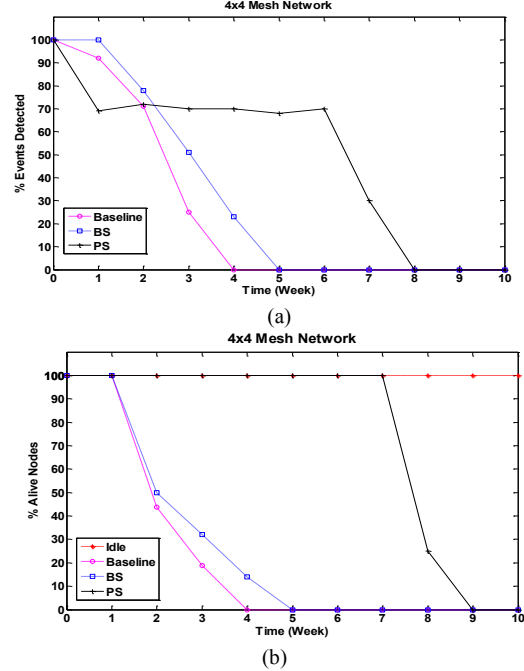 4x4 Mesh Network
% Events Detected
100
90
80
70
60
50
40
30
20
10
0
Baseline
BS
PS
0 1 2 3 4 5 6 7 8 9 10
Time (Week)
(a)
4x4 Mesh Network
% Alive Nodes
100
90
80
70
60
50
40
30
20
10
0
Idle
Baseline
BS
PS
0 1 2 3 4 5 6 7 8 9 10
Time (Week)
(b)